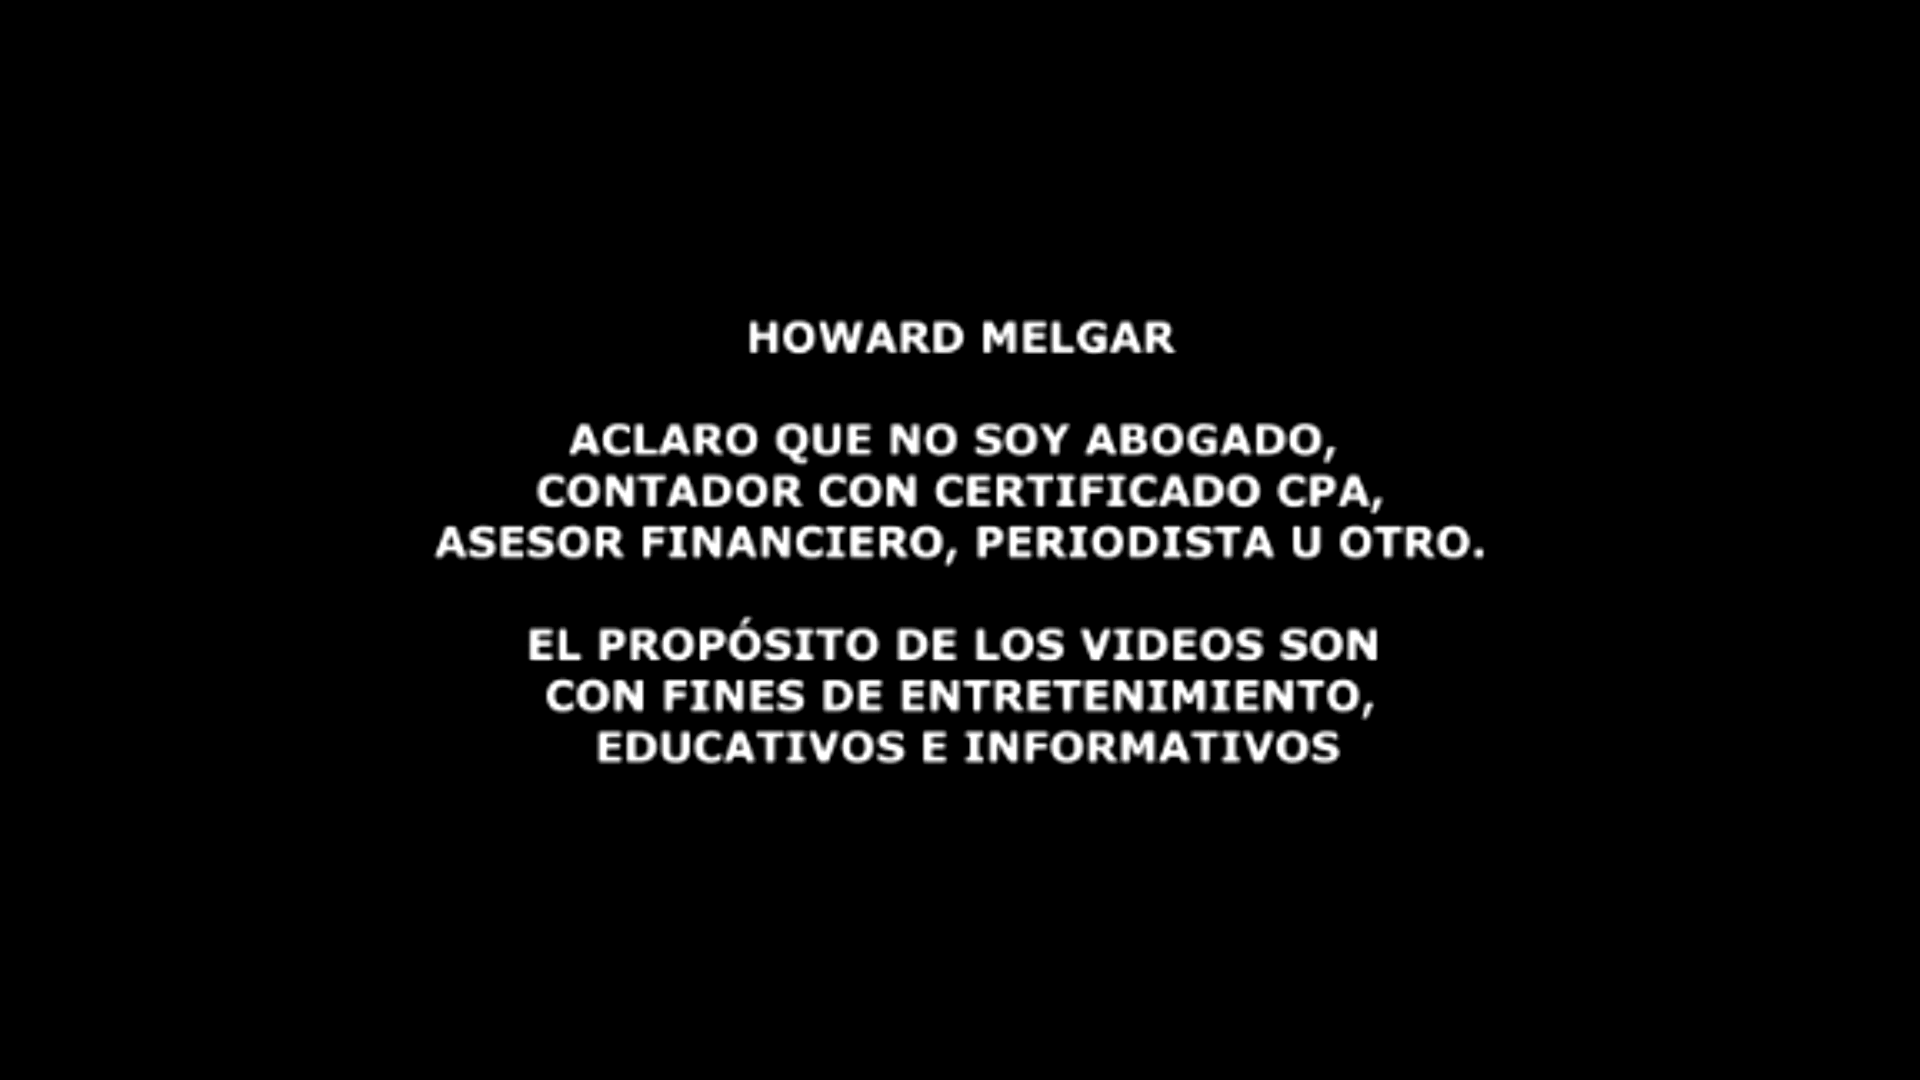 HOWARD MELGAR
ACLARO QUE NO SOY ABOGADO,
CONTADOR CON CERTIFICADO CPA,
ASESOR FINANCIERO, PERIODISTA U OTRO.
EL PROPÓSITO DE LOS VIDEOS SON
CON FINES DE ENTRETENIMIENTO,
EDUCATIVOS E INFORMATIVOS